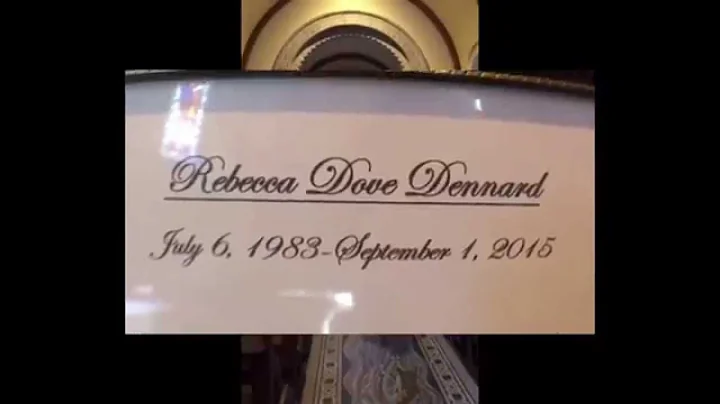 Rebecca Dove Dennard
July 6, 1983-September 1, 2015